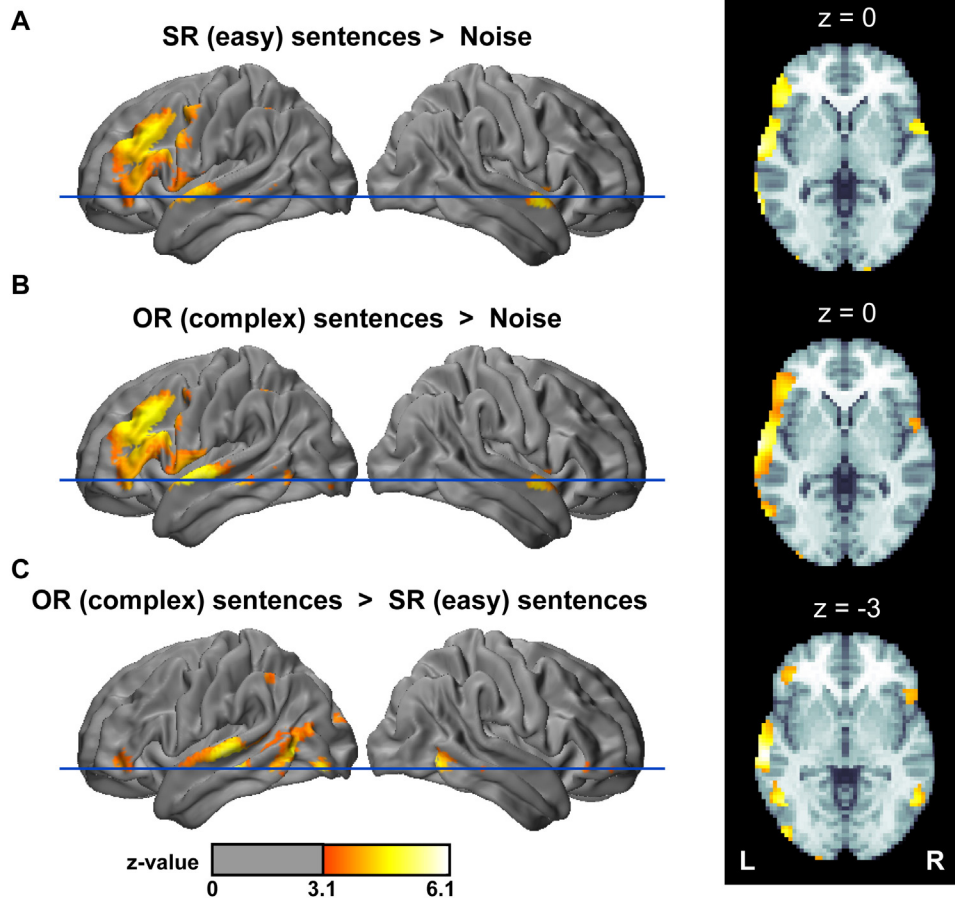 A
SR (easy) sentences > Noise
z = 0
B
OR (complex) sentences > Noise
z = 0
C
OR (complex) sentences > SR (easy) sentences
z = -3
L R
z-value
0 3.1 6.1